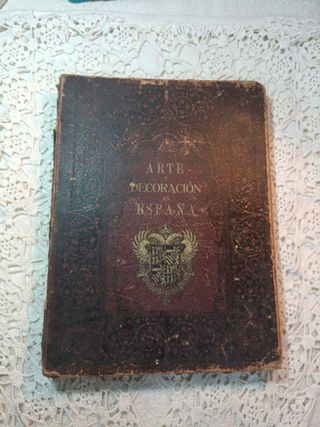 ARTE
Y
DECORACIÓN
EN
ESPAÑA